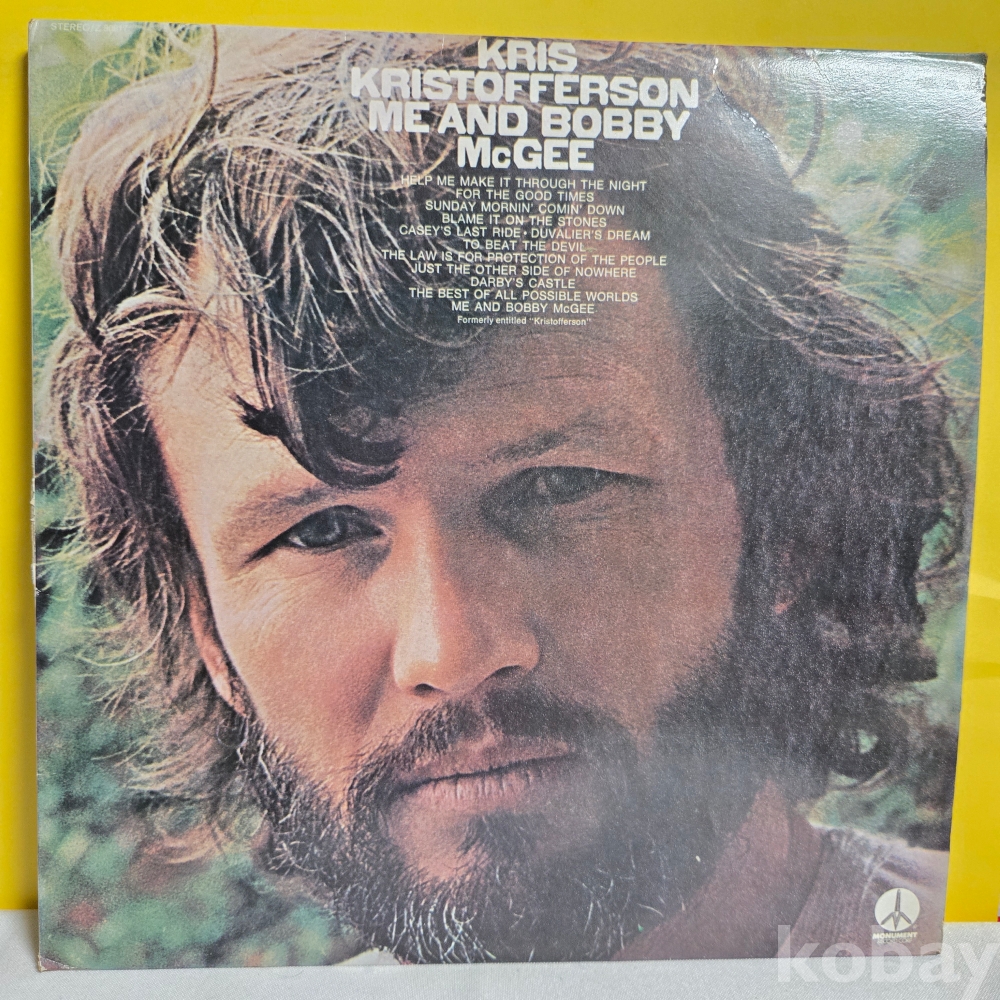 STEREO
KRIS
KRISTOFFERSON
ME AND BOBBY
McGEE
HELP ME MAKE IT THROUGH THE NIGHT
FOR THE GOOD TIMES
SUNDAY MORNIN' COMIN' DOWN
BLAME IT ON THE STONES
CASEY'S LAST RIDE • DUVALIER'S DREAM
TO BEAT THE DEVIL
THE LAW IS FOR PROTECTION OF THE PEOPLE
JUST THE OTHER SIDE OF NOWHERE
DARBY'S CASTLE
THE BEST OF ALL POSSIBLE WORLDS
ME AND BOBBY McGEE
Formerly entitled "Kristofferson"
MONUMENT
kobay